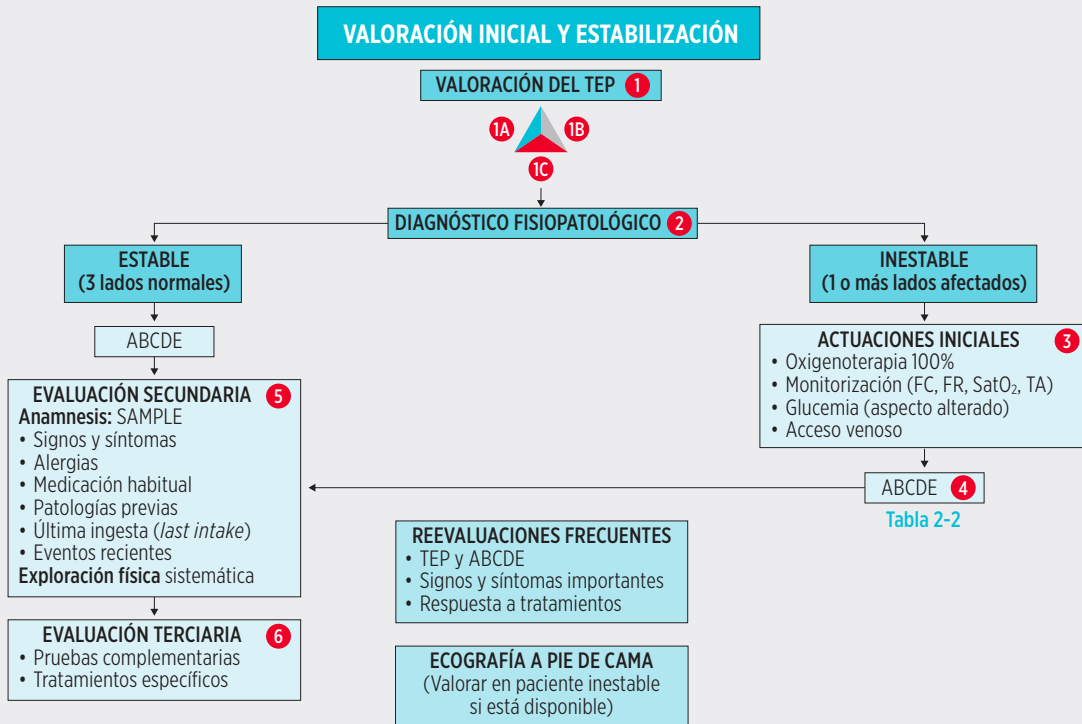 VALORACIÓN INICIAL Y ESTABILIZACIÓN
VALORACIÓN DEL TEP 1
1A
1B
1C
DIAGNÓSTICO FISIOPATOLÓGICO 2
ESTABLE
(3 lados normales)
ABCDE
EVALUACIÓN SECUNDARIA 5
Anamnesis: SAMPLE
• Signos y síntomas
• Alergias
• Medicación habitual
• Patologías previas
• Última ingesta (last intake)
• Eventos recientes
Exploración física sistemática
EVALUACIÓN TERCIARIA 6
• Pruebas complementarias
• Tratamientos específicos
INESTABLE
(1 o más lados afectados)
ACTUACIONES INICIALES 3
• Oxigenoterapia 100%
• Monitorización (FC, FR, SatO₂, TA)
• Glucemia (aspecto alterado)
• Acceso venoso
ABCDE 4
Tabla 2-2
REEVALUACIONES FRECUENTES
• TEP y ABCDE
• Signos y síntomas importantes
• Respuesta a tratamientos
ECOGRAFÍA A PIE DE CAMA
(Valorar en paciente inestable
si está disponible)